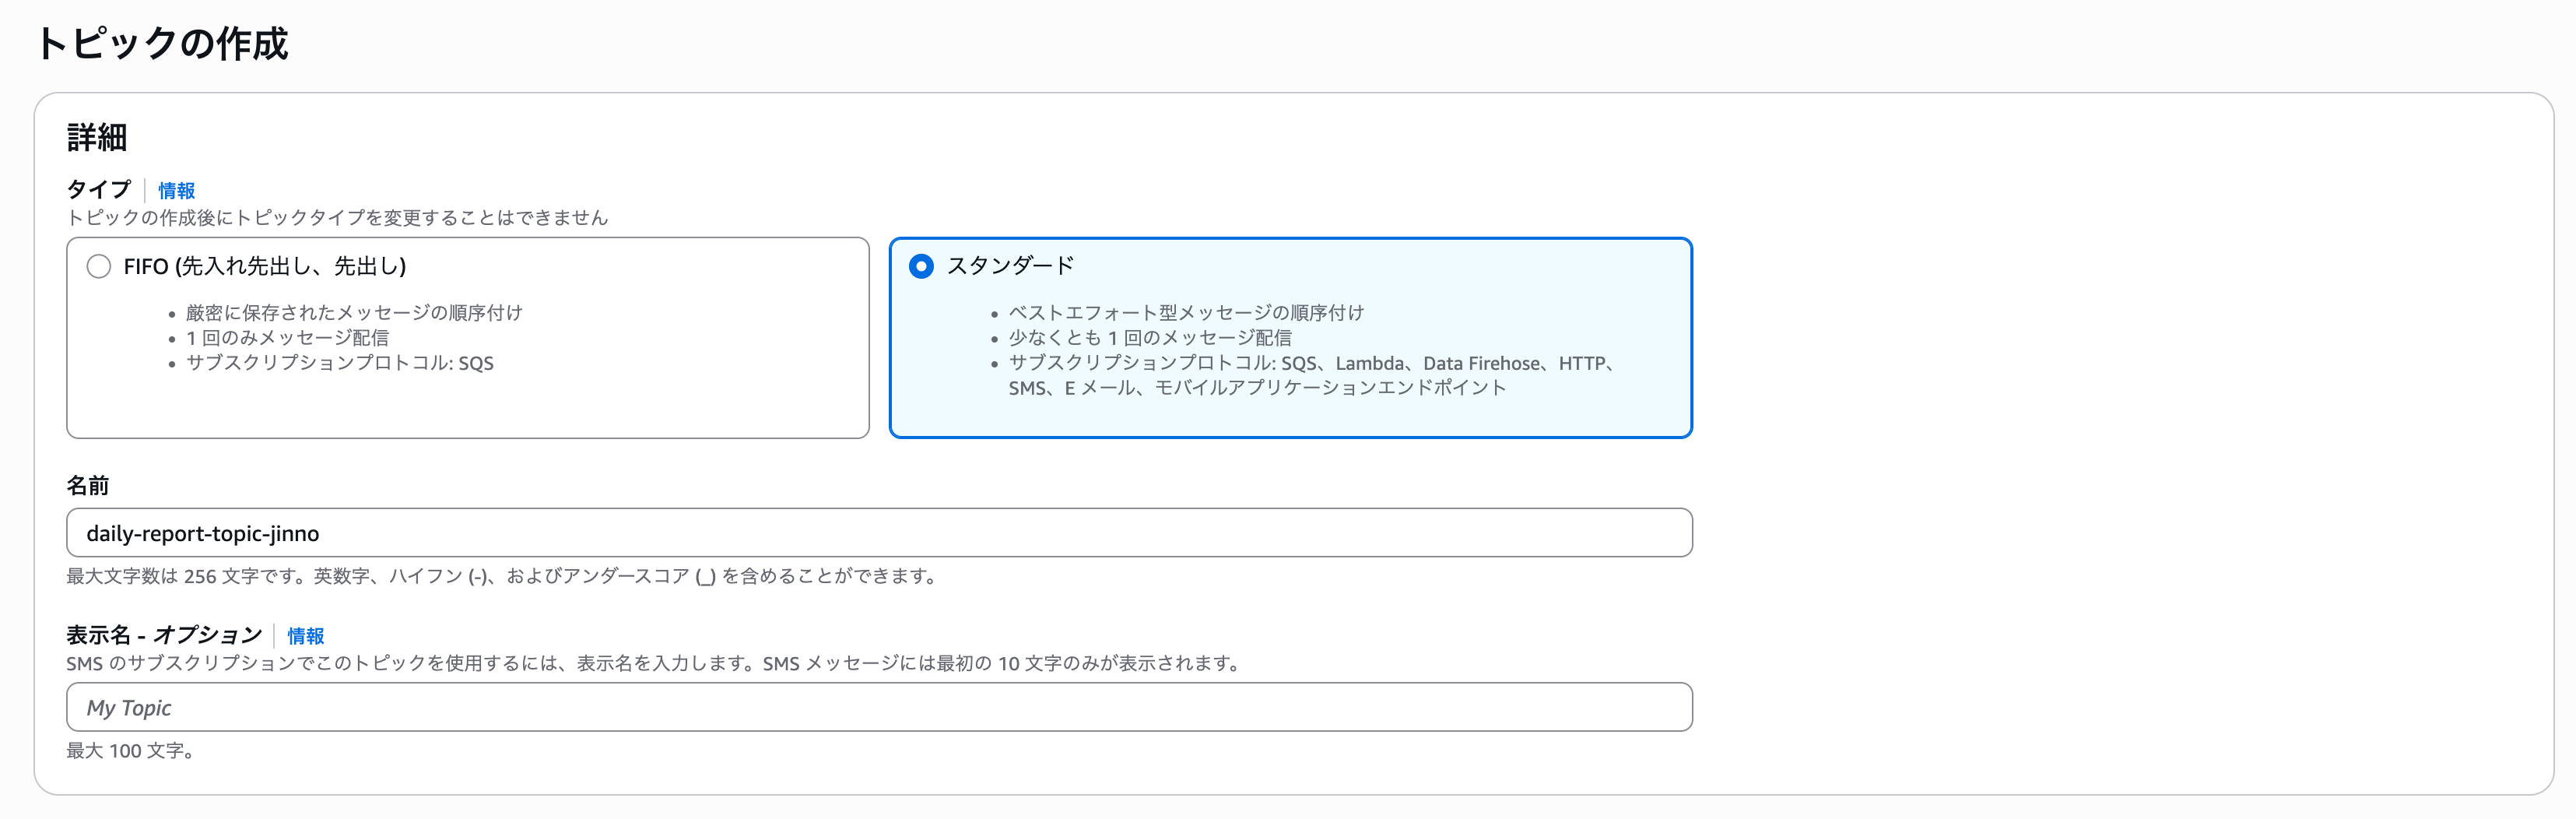 トピックの作成
詳細
タイプ 情報
トピックの作成後にトピックタイプを変更することはできません
FIFO (先入れ先出し、先出し)
• 厳密に保存されたメッセージの順序付け
• 1 回のみメッセージ配信
• サブスクリプションプロトコル: SQS
スタンダード
• ベストエフォート型メッセージの順序付け
• 少なくとも 1 回のメッセージ配信
• サブスクリプションプロトコル: SQS、Lambda、Data Firehose、HTTP、
SMS、E メール、モバイルアプリケーションエンドポイント
名前
daily-report-topic-jinno
最大文字数は 256 文字です。英数字、ハイフン (-)、およびアンダースコア (_) を含めることができます。
表示名 - オプション 情報
SMS のサブスクリプションでこのトピックを使用するには、表示名を入力します。SMS メッセージには最初の 10 文字のみが表示されます。
My Topic
最大 100 文字。